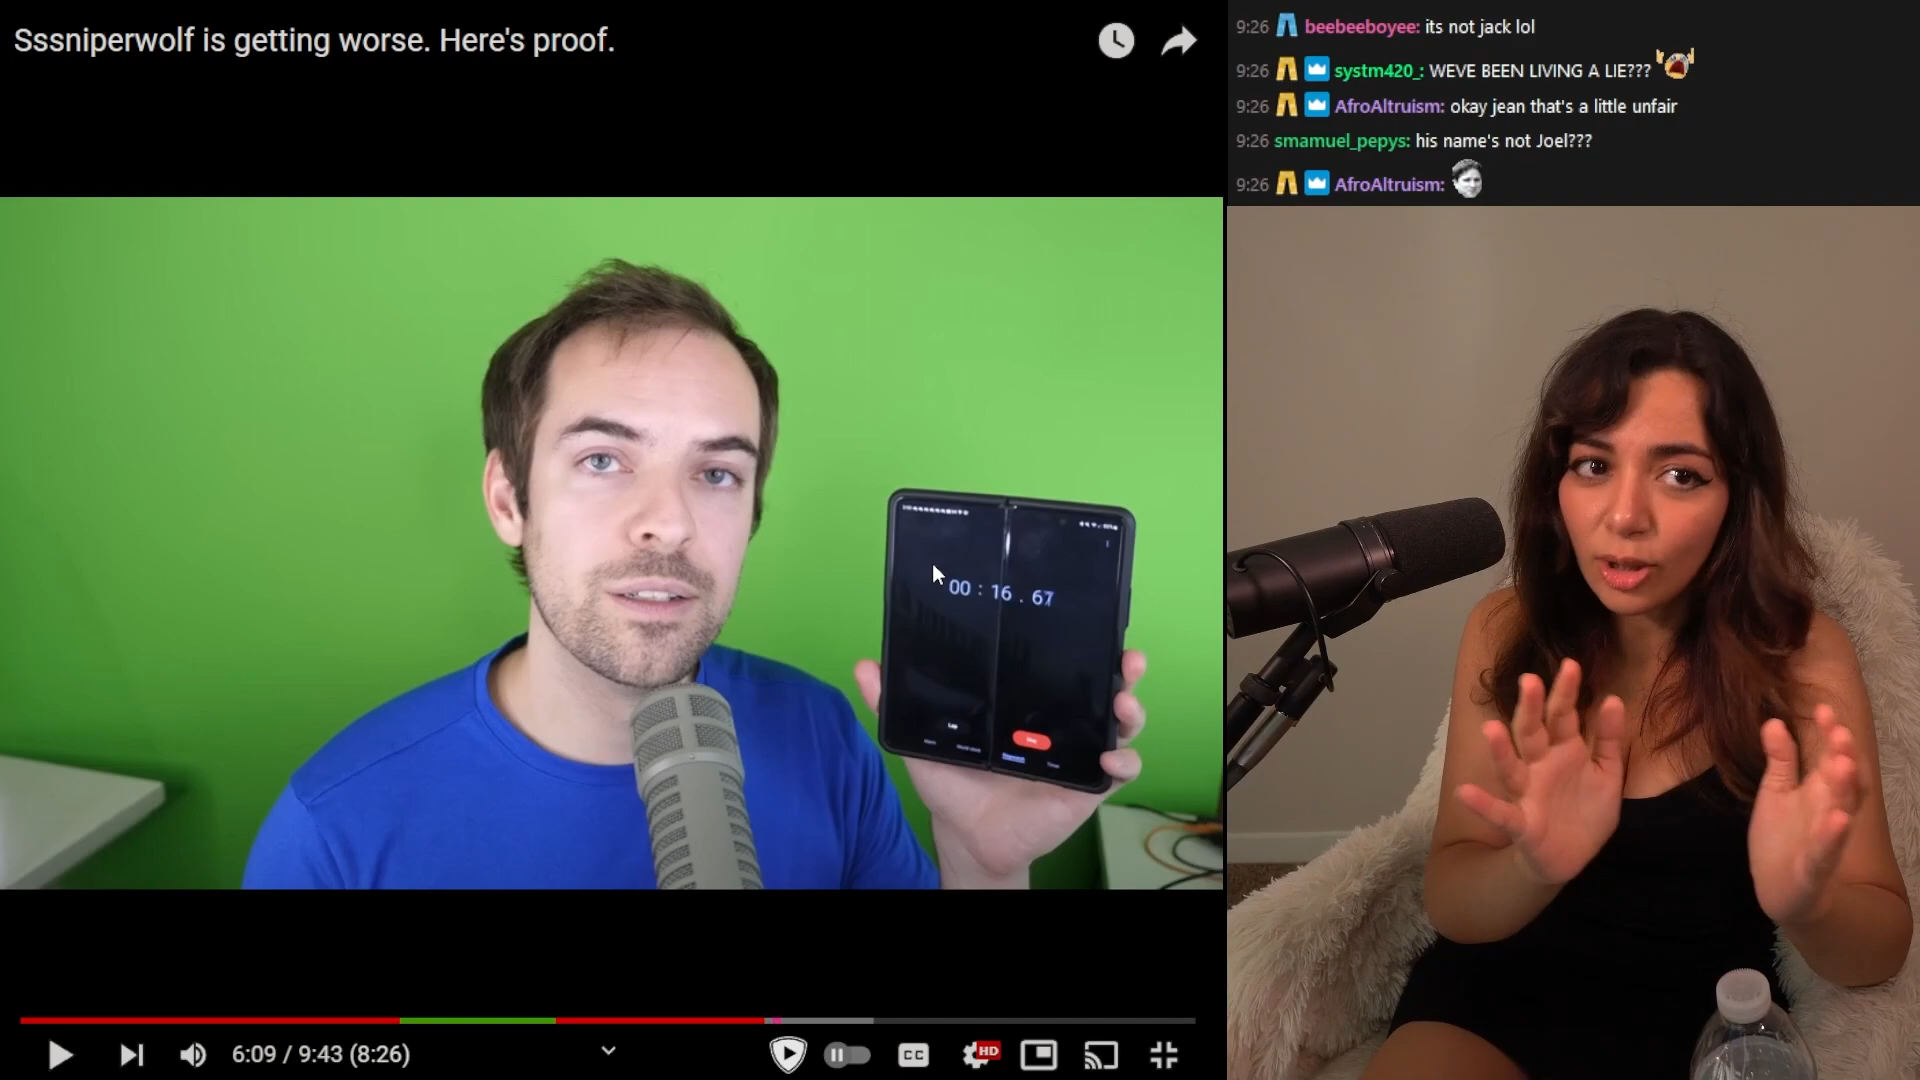 Sssniperwolf is getting worse. Here's proof.
9:26 beebeeboyee: its not jack lol
9:26 systm420_: WEVE BEEN LIVING A LIE???
9:26 AfroAltruism: okay jean that's a little unfair
9:26 smamuel_pepys: his name's not Joel???
9:26 AfroAltruism:
00 : 16 . 67
6:09 / 9:43 (8:26)
CC
HD